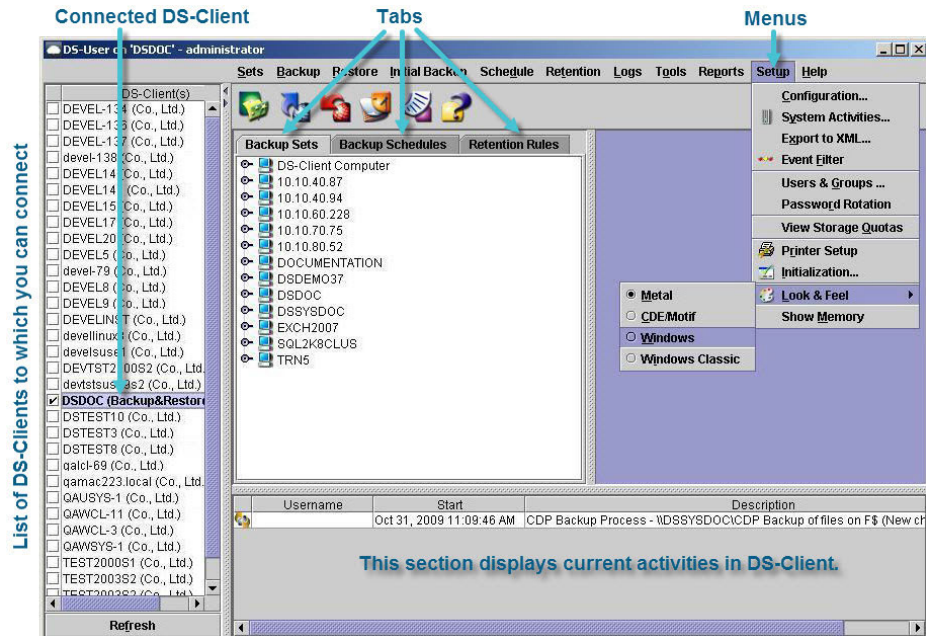 Connected DS-Client
Tabs
Menus
List of DS-Clients to which you can connect
DS-User on 'DSDOC' - administrator
Sets Backup Restore Initial Backup Schedule Retention Logs Tools Reports Setup Help
DS-Client(s)
DEVEL-134 (Co., Ltd.)
DEVEL-135 (Co., Ltd.)
DEVEL-137 (Co., Ltd.)
devel-138 (Co., Ltd.)
DEVEL14 (Co., Ltd.)
(Co., Ltd.)
DEVEL15 (Co., Ltd.)
DEVEL17 (Co., Ltd.)
DEVEL20 (Co., Ltd.)
DEVEL5 (Co., Ltd.)
devel-79 (Co., Ltd.)
DEVEL8 (Co., Ltd.)
DEVEL9 (Co., Ltd.)
DEVELINST (Co., Ltd.)
(Co., Ltd.)
(Co., Ltd.)
(Co., Ltd.
(Co., Ltd.)
DSDOC (Backup&Restore
DSTEST10 (Co., Ltd.)
DSTEST3 (Co., Ltd.)
DSTEST8 (Co., Ltd.)
qalcl-69 (Co., Ltd.)
qamac223.local (Co., Ltd.
QAUSYS-1 (Co., Ltd.)
QAWCL-11 (Co., Ltd.)
QAWCL-3 (Co., Ltd.)
QAWSYS-1 (Co., Ltd.)
TEST2000S1 (Co., Ltd.)
TEST2003S2 (Co., Ltd.)
Refresh
Backup Sets Backup Schedules Retention Rules
DS-Client Computer
10.10.40.87
10.10.40.94
10.10.60.228
10.10.70.75
10.10.80.52
DOCUMENTATION
DSDEMO37
DSDOC
DSSYSDOC
EXCH2007
SQL2K8CLUS
TRN5
Configuration...
System Activities...
Export to XML...
Event Filter
Users & Groups ...
Password Rotation
View Storage Quotas
Printer Setup
Initialization...
Look & Feel
Show Memory
Metal
CDE/Motif
Windows
Windows Classic
Username Start Description
Oct 31, 2009 11:09:46 AM CDP Backup Process - \\DSSYSDOC\CDP Backup of files on F$ (New ch
This section displays current activities in DS-Client.